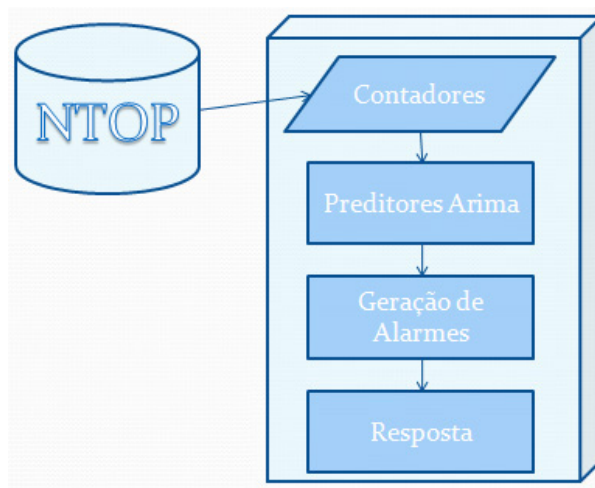 NTOP
Contadores
Preditores Arima
Geração de
Alarmes
Resposta